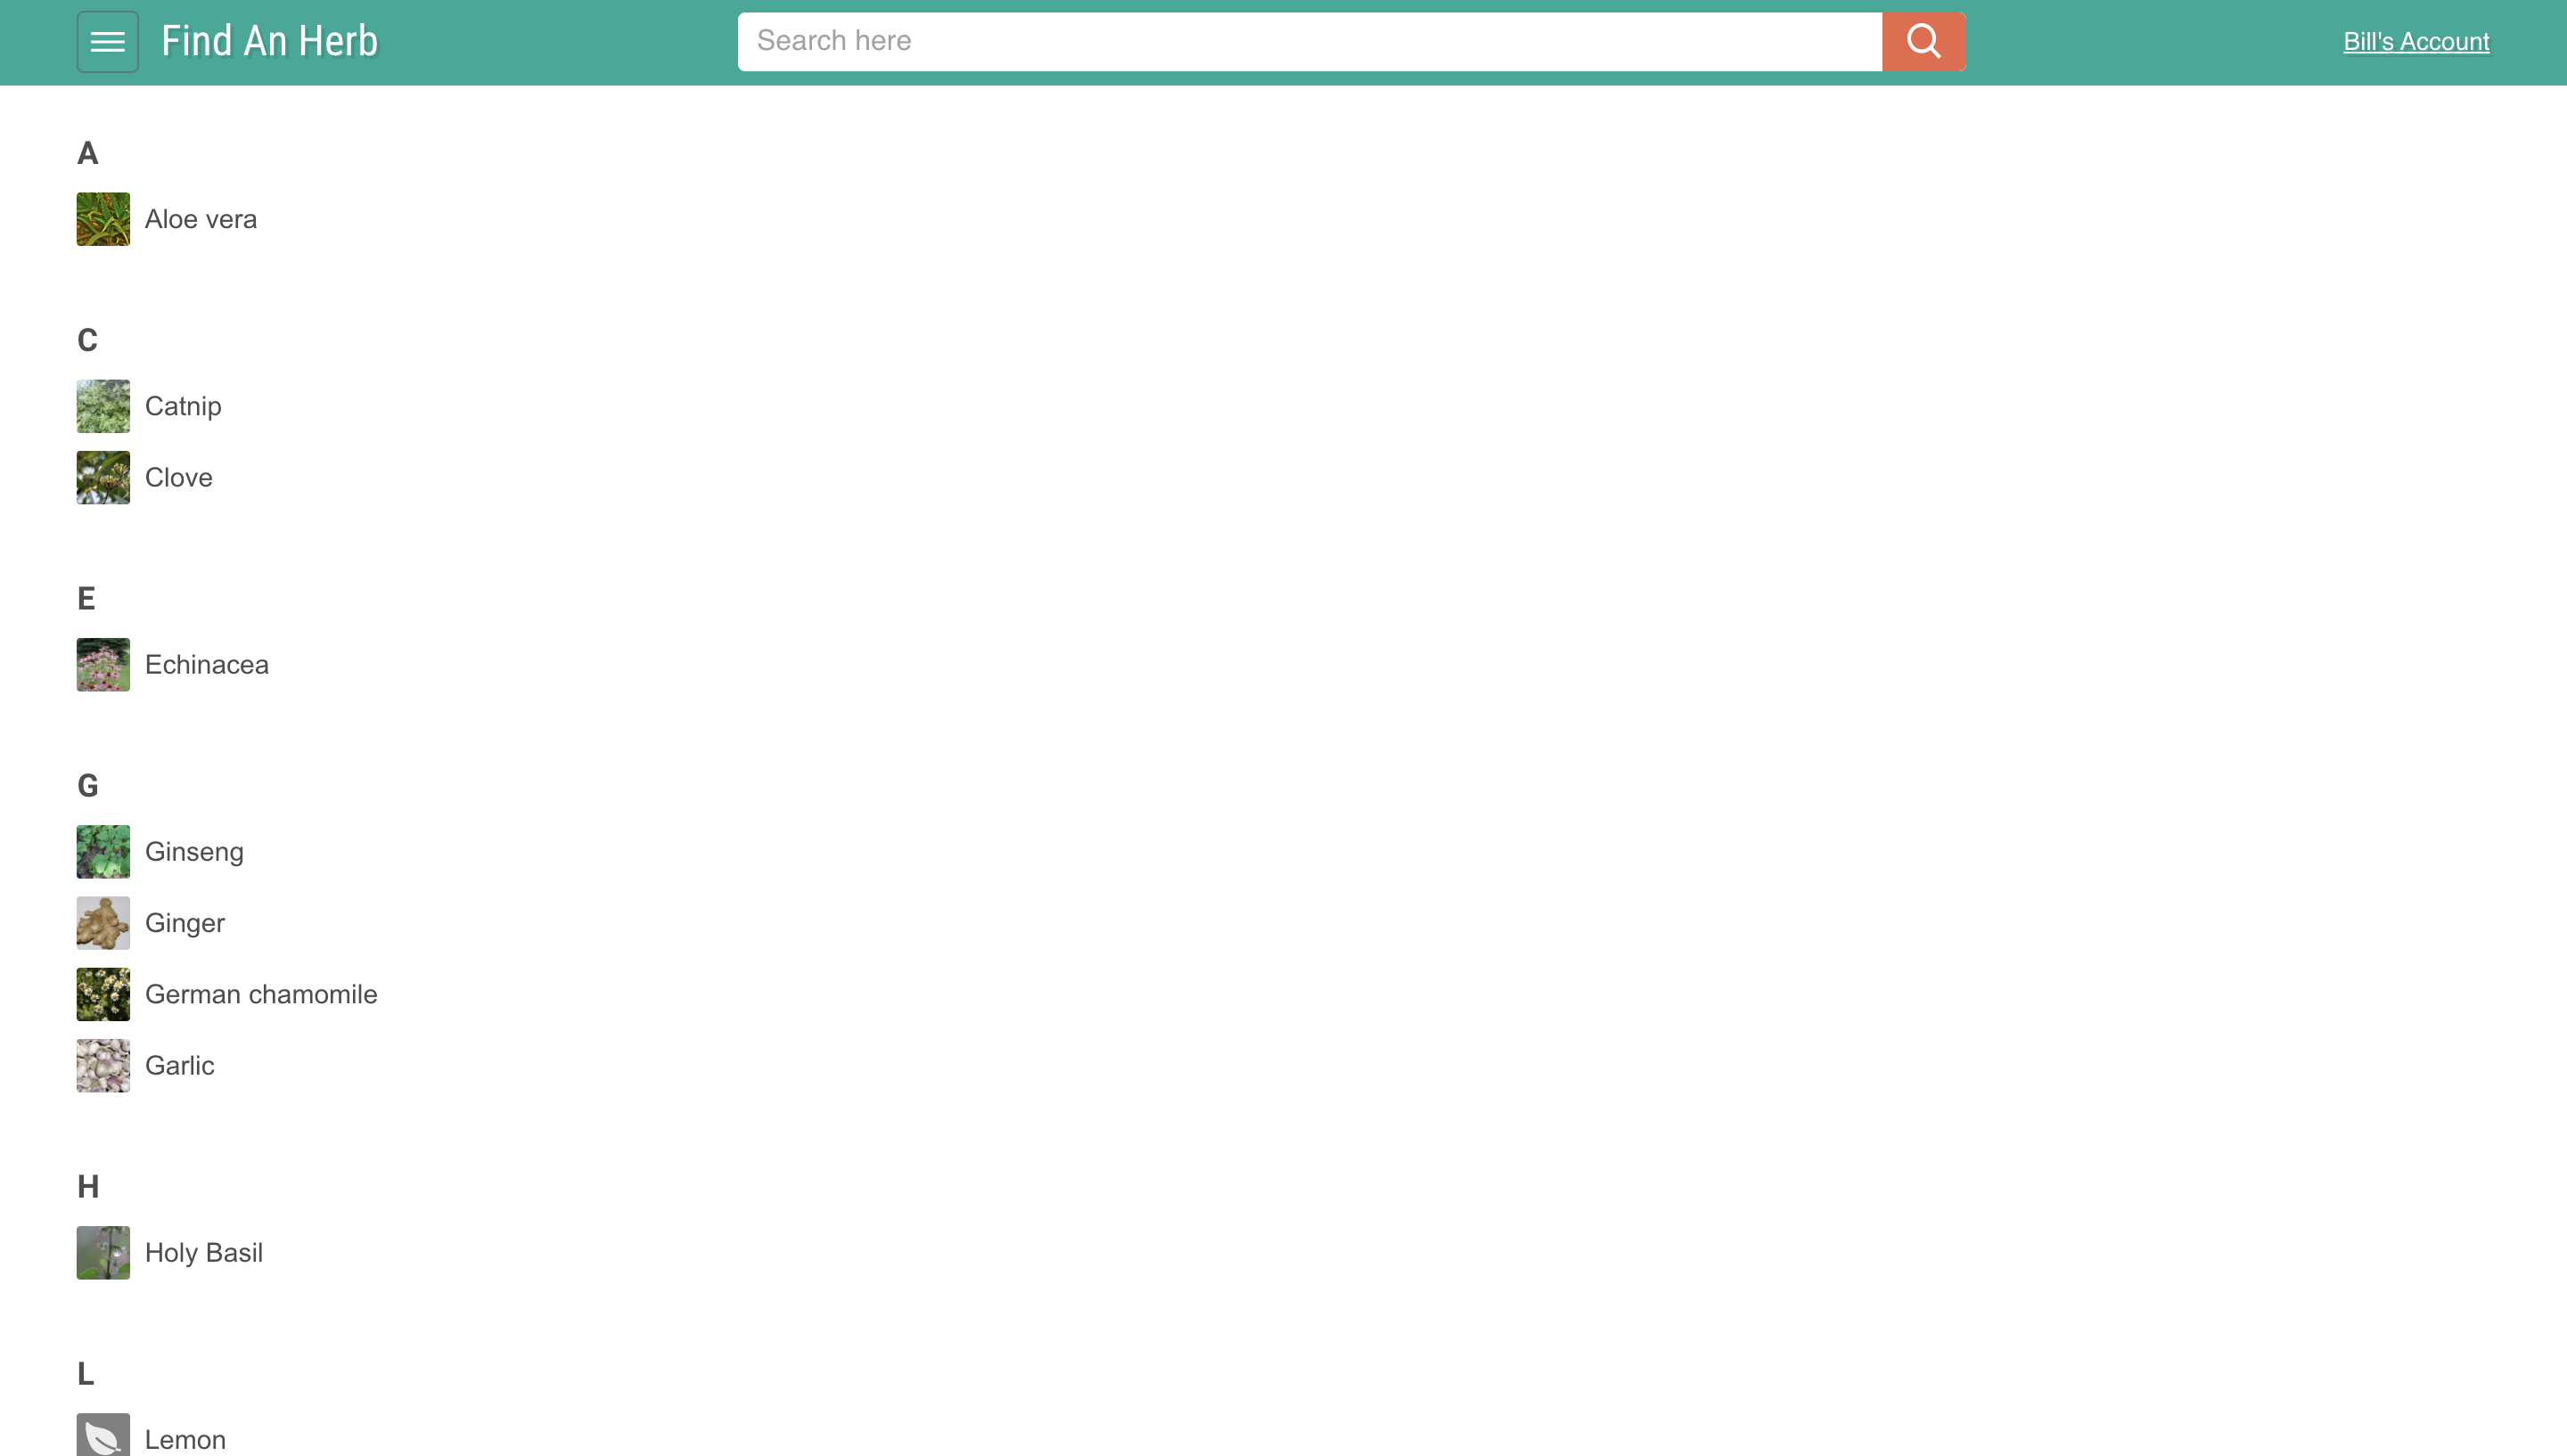 Find An Herb
Search here
Bill's Account
A
Aloe vera
C
Catnip
Clove
E
Echinacea
G
Ginseng
Ginger
German chamomile
Garlic
H
Holy Basil
L
Lemon